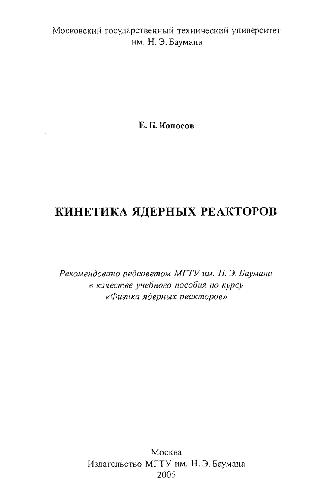 Московский государственный технический университет
им. Н. Э. Баумана
КИНЕТИКА ЯДЕРНЫХ РЕАКТОРОВ
Рекомендовано редсоветом МГТУ им. Н. Э. Баумана
в качестве учебного пособия по курсу
«Физика ядерных реакторов»
Москва
Издательство МГТУ им. Н. Э. Баумана